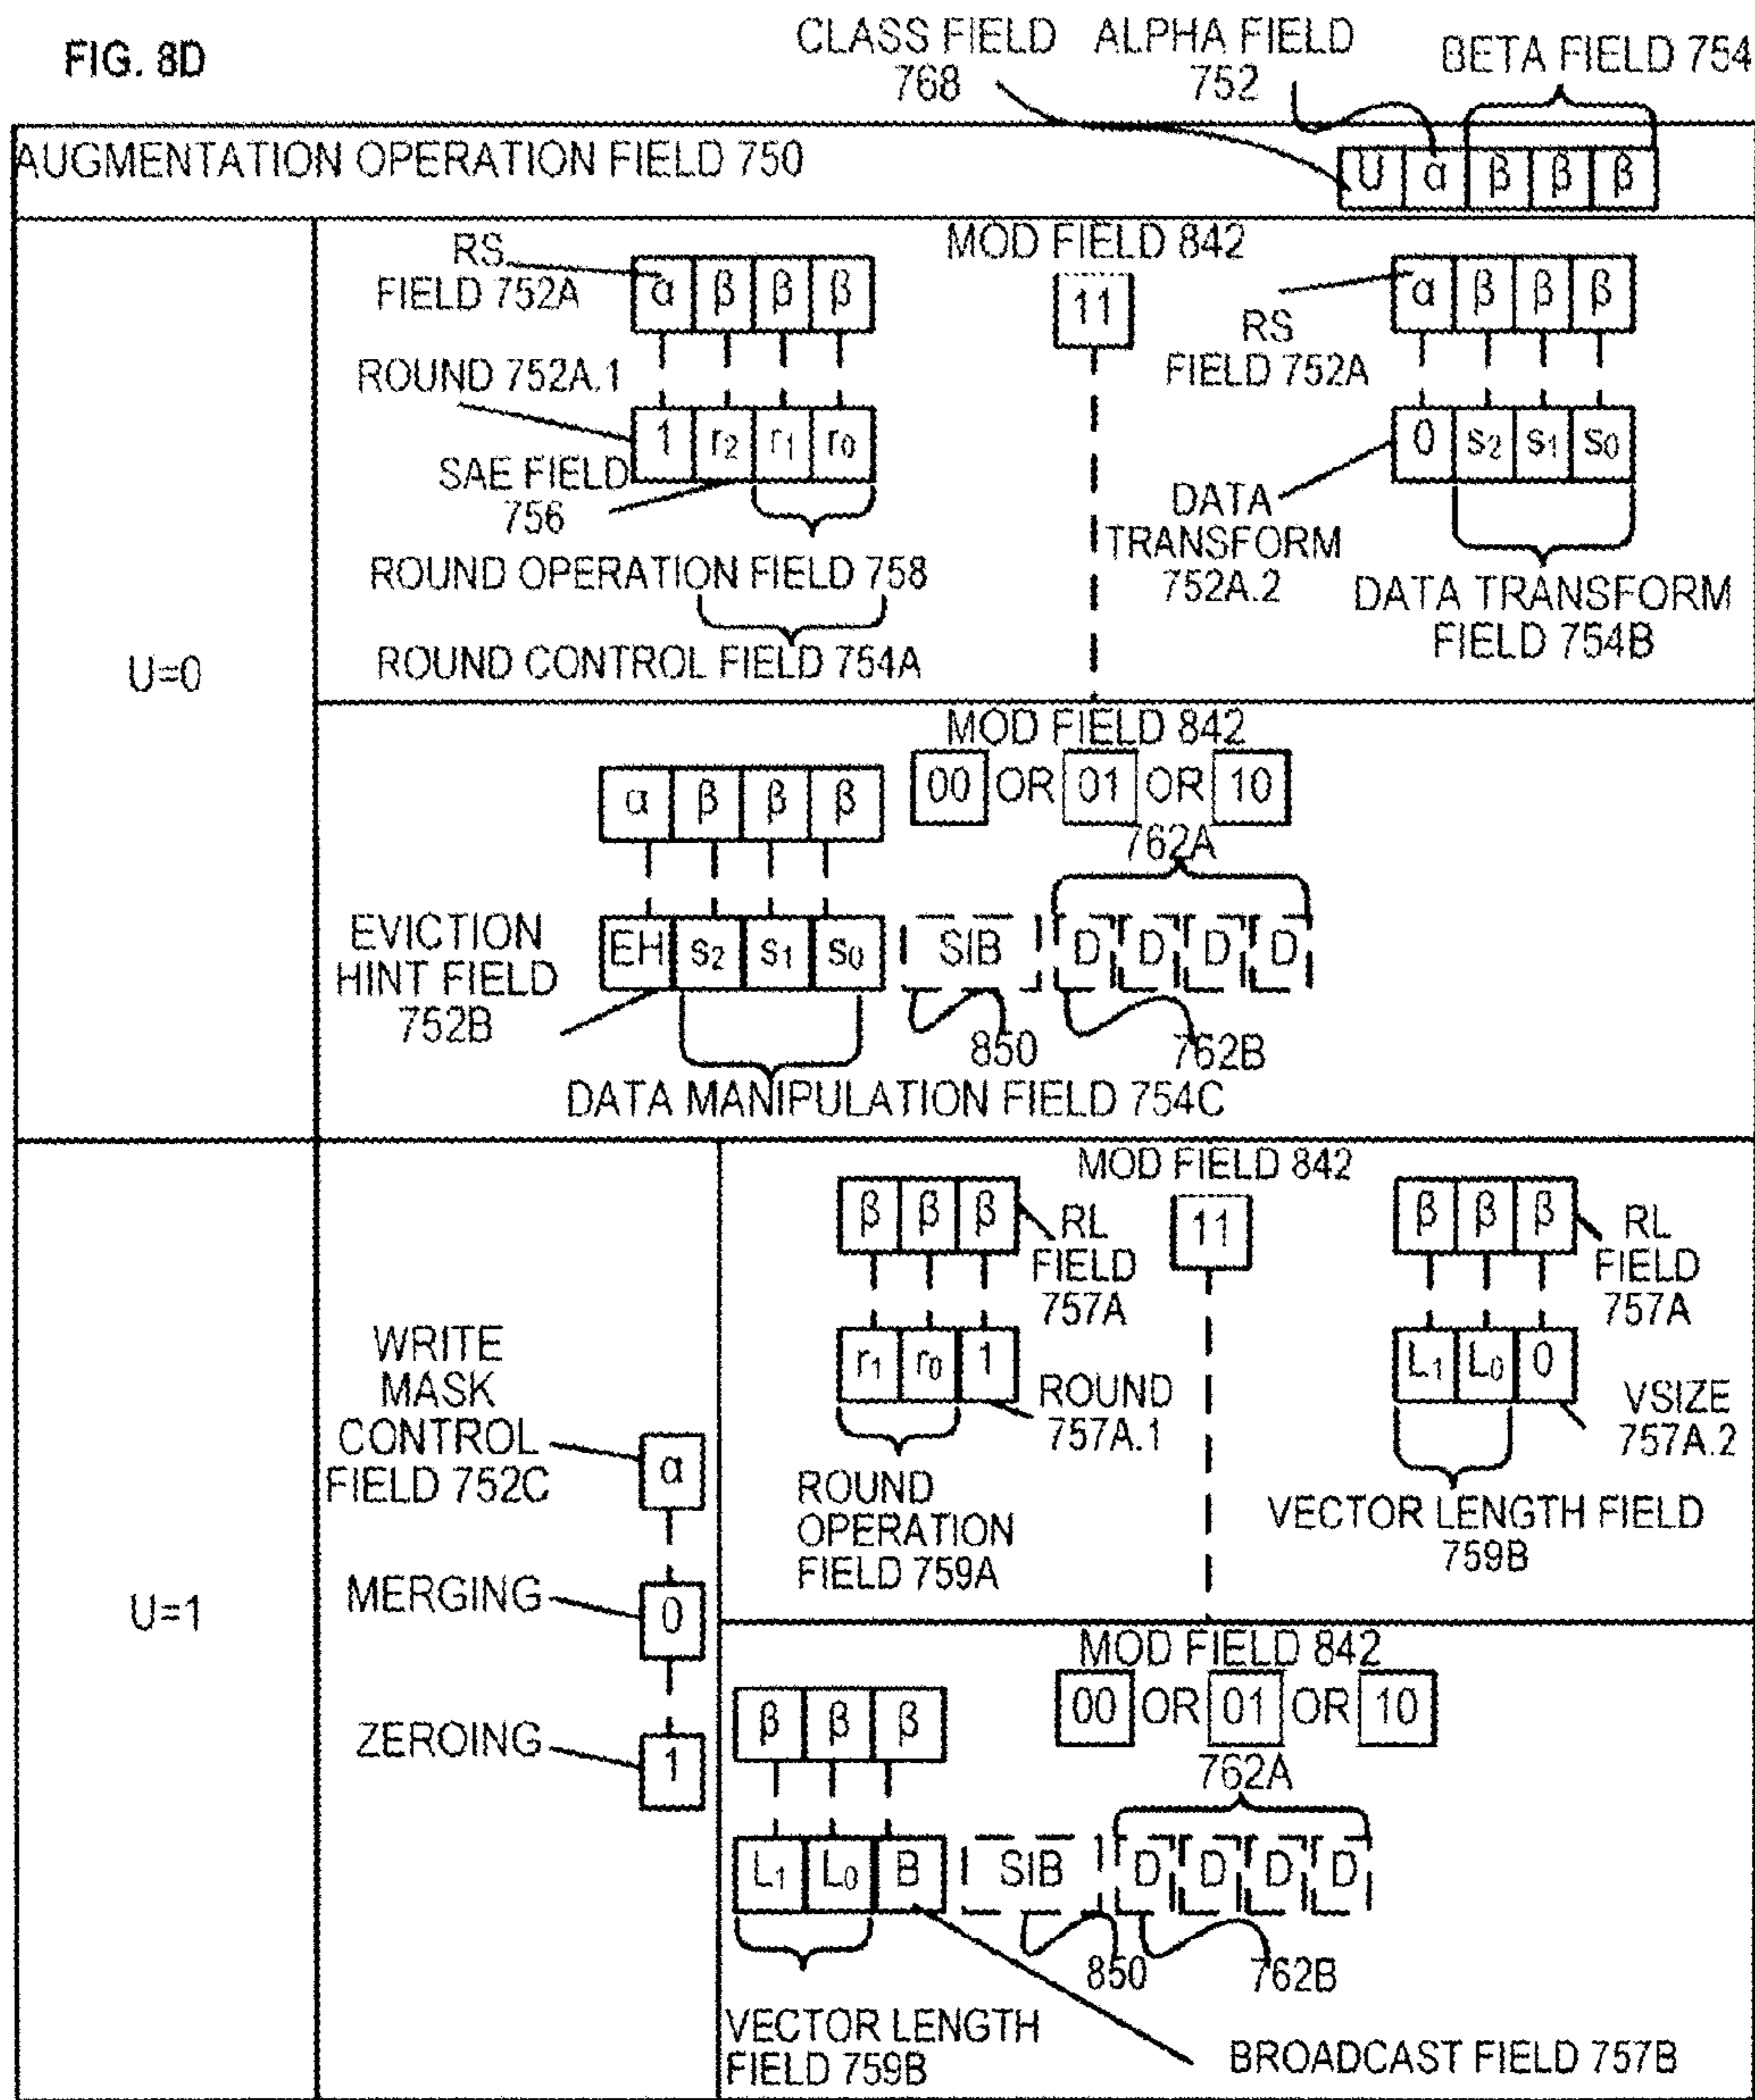 FIG. 8D
CLASS FIELD
768
ALPHA FIELD
752
BETA FIELD 754
AUGMENTATION OPERATION FIELD 750
U α β β β
U=0
RS
FIELD 752A
α β β β
ROUND 752A.1
1 r2 r1 r0
SAE FIELD
756
ROUND OPERATION FIELD 758
ROUND CONTROL FIELD 754A
MOD FIELD 842
11
α β β β
RS
FIELD 752A
0 s2 s1 s0
DATA
TRANSFORM
752A.2
DATA TRANSFORM
FIELD 754B
MOD FIELD 842
00 OR 01 OR 10
α β β β
762A
EVICTION
HINT FIELD
752B
EH s2 s1 s0 SIB D D D D
850
762B
DATA MANIPULATION FIELD 754C
U=1
WRITE
MASK
CONTROL
FIELD 752C
α
MERGING
0
ZEROING
1
MOD FIELD 842
11
β β β
RL
FIELD
757A
r1 r0 1
ROUND
757A.1
ROUND
OPERATION
FIELD 759A
β β β
RL
FIELD
757A
L1 L0 0
VSIZE
757A.2
VECTOR LENGTH FIELD
759B
MOD FIELD 842
00 OR 01 OR 10
β β β
762A
L1 L0 B SIB D D D D
850
762B
VECTOR LENGTH
FIELD 759B
BROADCAST FIELD 757B